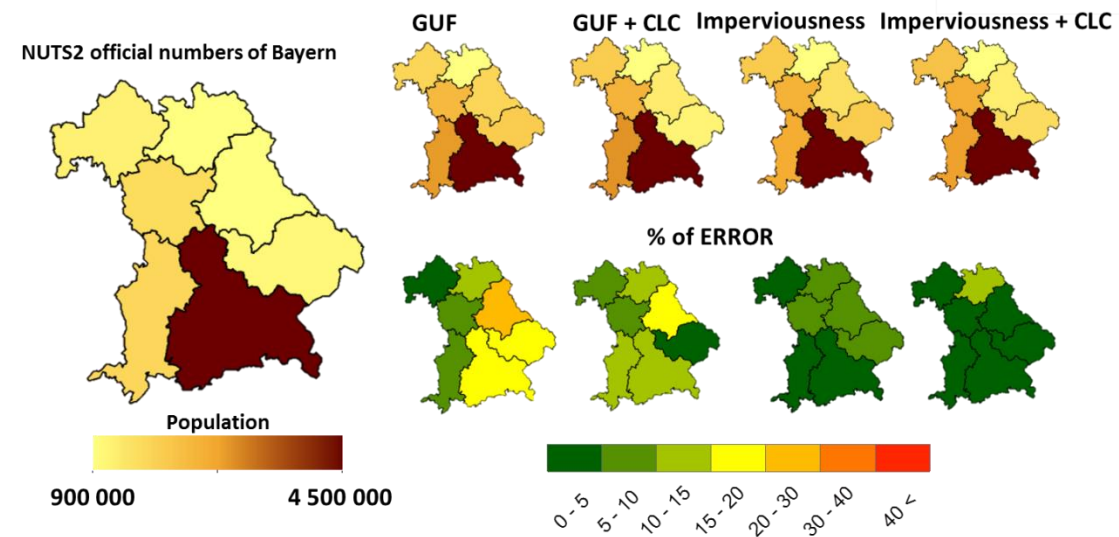 NUTS2 official numbers of Bayern
GUF
GUF + CLC
Imperviousness
Imperviousness + CLC
% of ERROR
Population
900 000
4 500 000
0 - 5
5 - 10
10 - 15
15 - 20
20 - 30
30 - 40
40 <